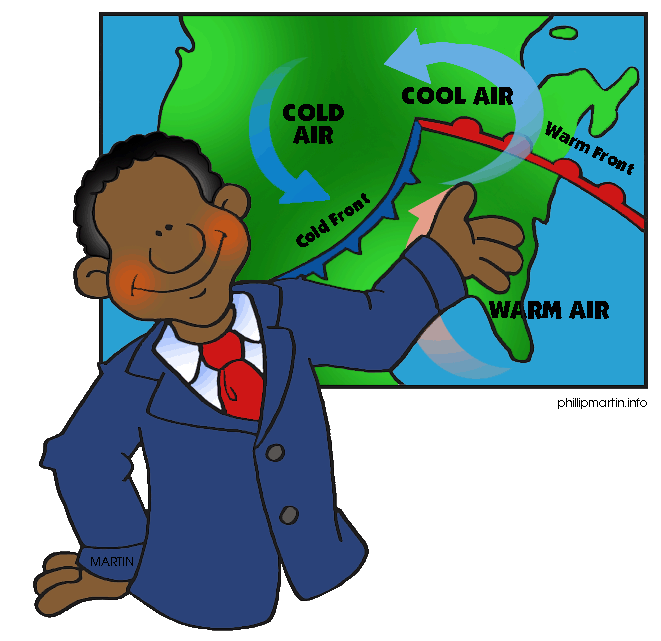 COLD
AIR
COOL AIR
Warm Front
Cold Front
WARM AIR
phillipmartin.info
MARTIN